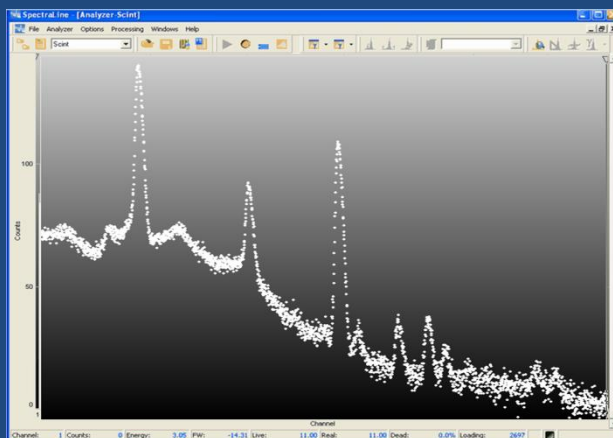 SpectraLine - [Analyzer-Scint]
File Analyzer Options Processing Windows Help
Scint
100
Counts
50
0
1
Channel
Channel: 1 Counts: 0 Energy: 3.05 FW: -14.31 Live: 11.00 Real: 11.00 Dead: 0.0% Loading: 2697